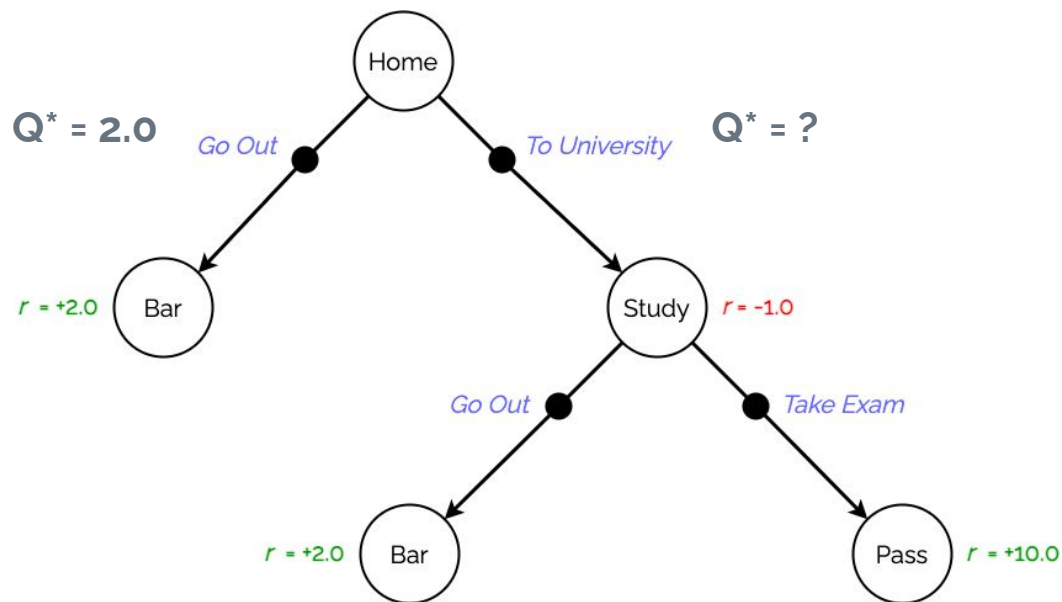 Home
Q* = 2.0
Go Out
To University
Q* = ?
r = +2.0
Bar
Study
r = -1.0
Go Out
Take Exam
r = +2.0
Bar
Pass
r = +10.0